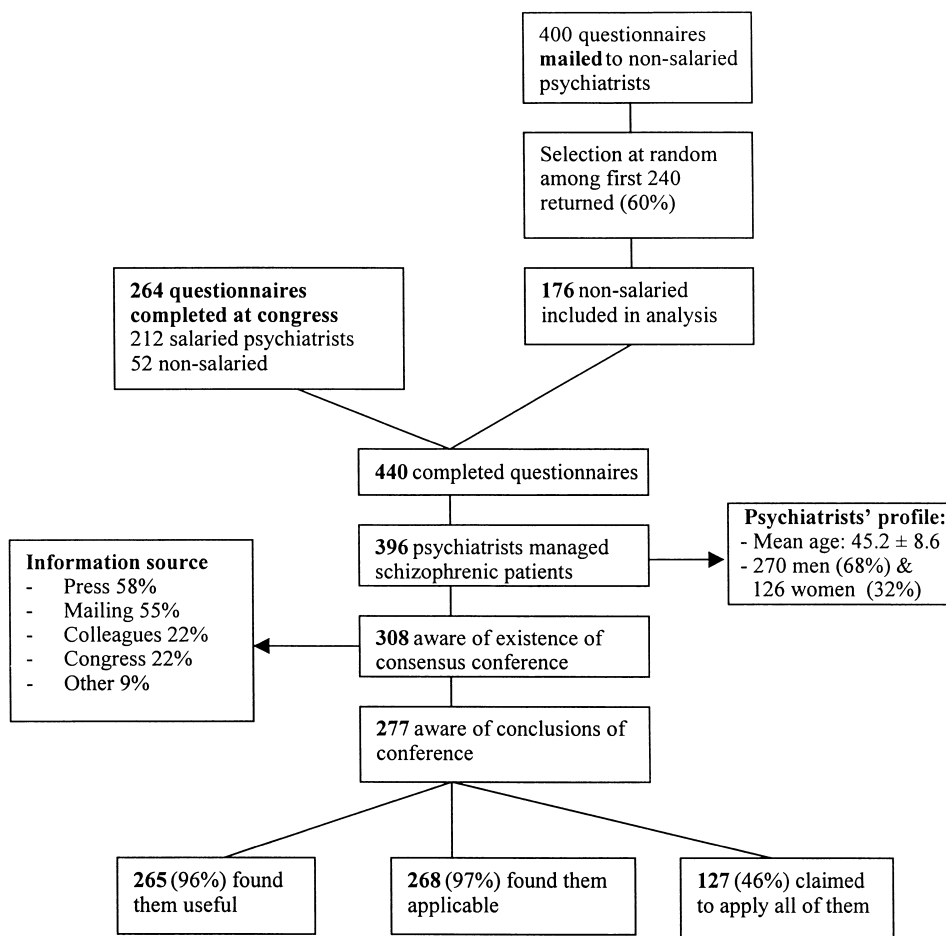 400 questionnaires
mailed to non-salaried
psychiatrists
Selection at random
among first 240
returned (60%)
264 questionnaires
completed at congress
212 salaried psychiatrists
52 non-salaried
176 non-salaried
included in analysis
440 completed questionnaires
396 psychiatrists managed
schizophrenic patients
Psychiatrists' profile:
- Mean age: 45.2 ± 8.6
- 270 men (68%) &
126 women (32%)
Information source
- Press 58%
- Mailing 55%
- Colleagues 22%
- Congress 22%
- Other 9%
308 aware of existence of
consensus conference
277 aware of conclusions of
conference
265 (96%) found
them useful
268 (97%) found them
applicable
127 (46%) claimed
to apply all of them